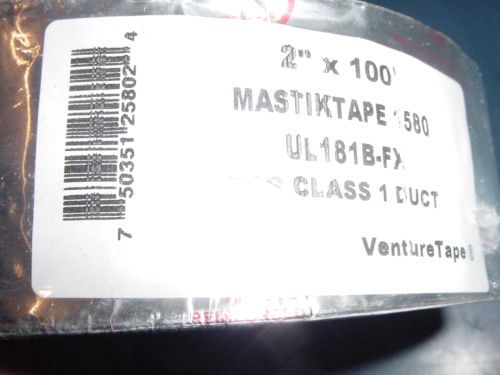 2" x 100'
MASTIKTAPE 1580
UL181B-FX
CLASS 1 DUCT
VentureTape ®
7 50351 25802 4